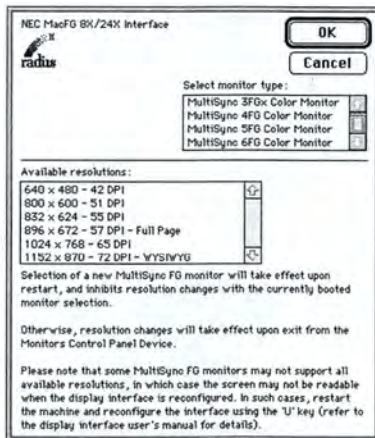 NEC MacFG 8X/24X Interface
radius
OK
Cancel
Select monitor type:
MultiSync 3FGx Color Monitor
MultiSync 4FG Color Monitor
MultiSync 5FG Color Monitor
MultiSync 6FG Color Monitor
Available resolutions:
640 x 480 - 42 DPI
800 x 600 - 51 DPI
832 x 624 - 55 DPI
896 x 672 - 57 DPI - Full Page
1024 x 768 - 65 DPI
1152 x 870 - 72 DPI - WYSIWYG
Selection of a new MultiSync FG monitor will take effect upon
restart, and inhibits resolution changes with the currently booted
monitor selection.
Otherwise, resolution changes will take effect upon exit from the
Monitors Control Panel Device.
Please note that some MultiSync FG monitors may not support all
available resolutions, in which case the screen may not be readable
when the display interface is reconfigured. In such cases, restart
the machine and reconfigure the interface using the 'U' key (refer to
the display interface user's manual for details).